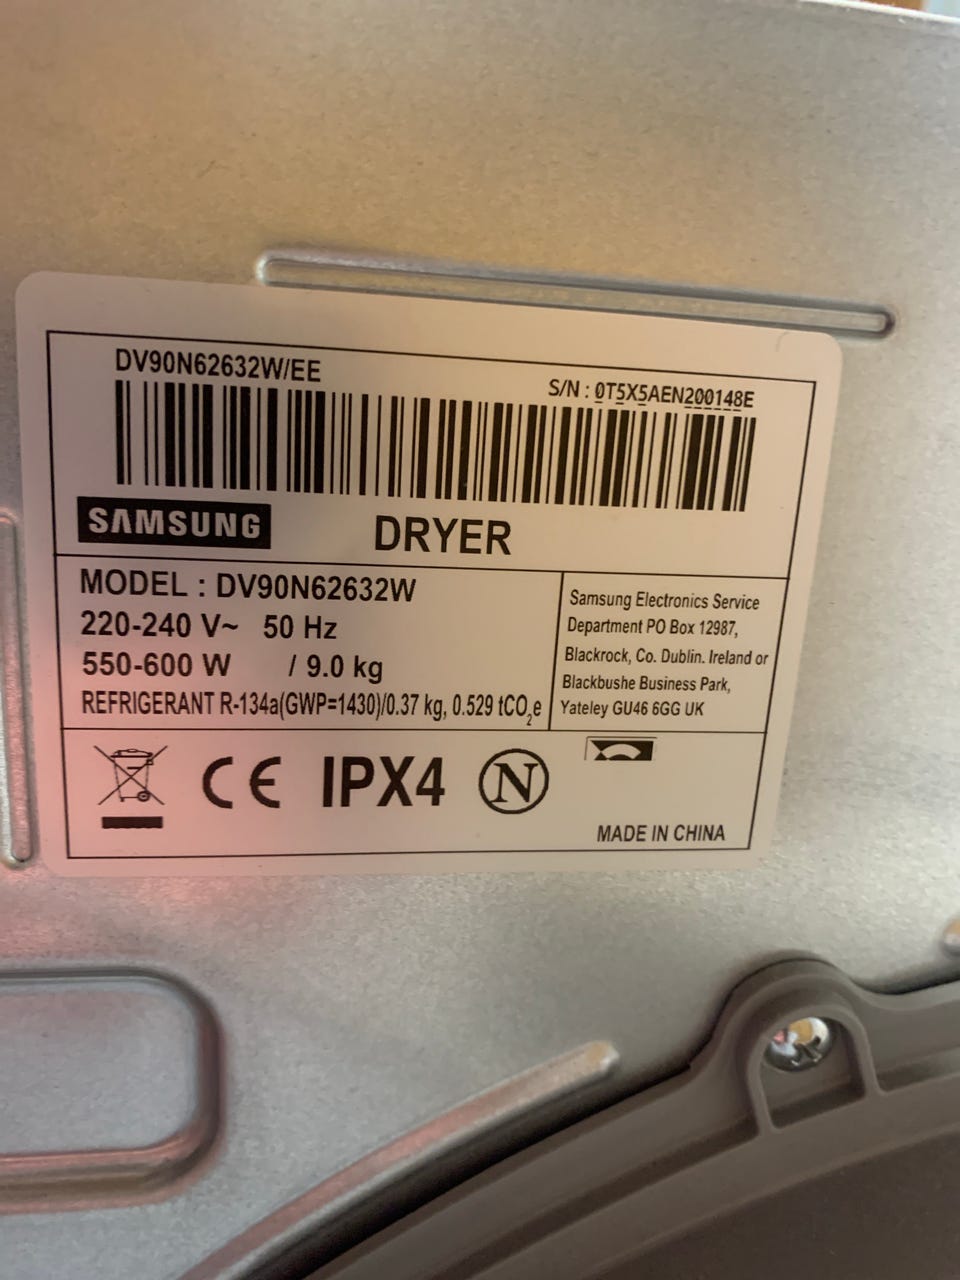 DV90N62632W/EE
S/N : 0T5X5AEN200148E
SAMSUNG
DRYER
MODEL : DV90N62632W
220-240 V~ 50 Hz
550-600 W / 9.0 kg
REFRIGERANT R-134a(GWP=1430)/0.37 kg, 0.529 tCO₂e
Samsung Electronics Service
Department PO Box 12987,
Blackrock, Co. Dublin. Ireland or
Blackbushe Business Park,
Yateley GU46 6GG UK
CE IPX4 N
MADE IN CHINA